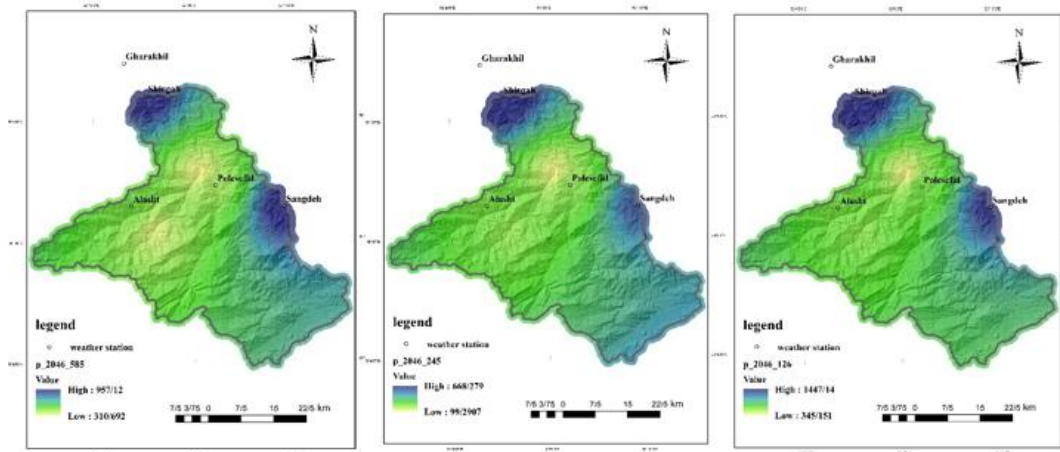 N
Gharakhil
Shirgah
Polesefid
Alasht
Sangdeh
legend
weather station
p_2046_585
Value
High : 957/12
Low : 310/692
7/5 3/75 0 7/5 15 22/5 km
N
Gharakhil
Shirgah
Polesefid
Alasht
Sangdeh
legend
weather station
p_2046_245
Value
High : 668/279
Low : 99/2907
7/5 3/75 0 7/5 15 22/5 km
N
Gharakhil
Shirgah
Polesefid
Alasht
Sangdeh
legend
weather station
p_2046_126
Value
High : 1447/14
Low : 345/151
7/5 3/75 0 7/5 15 22/5 km